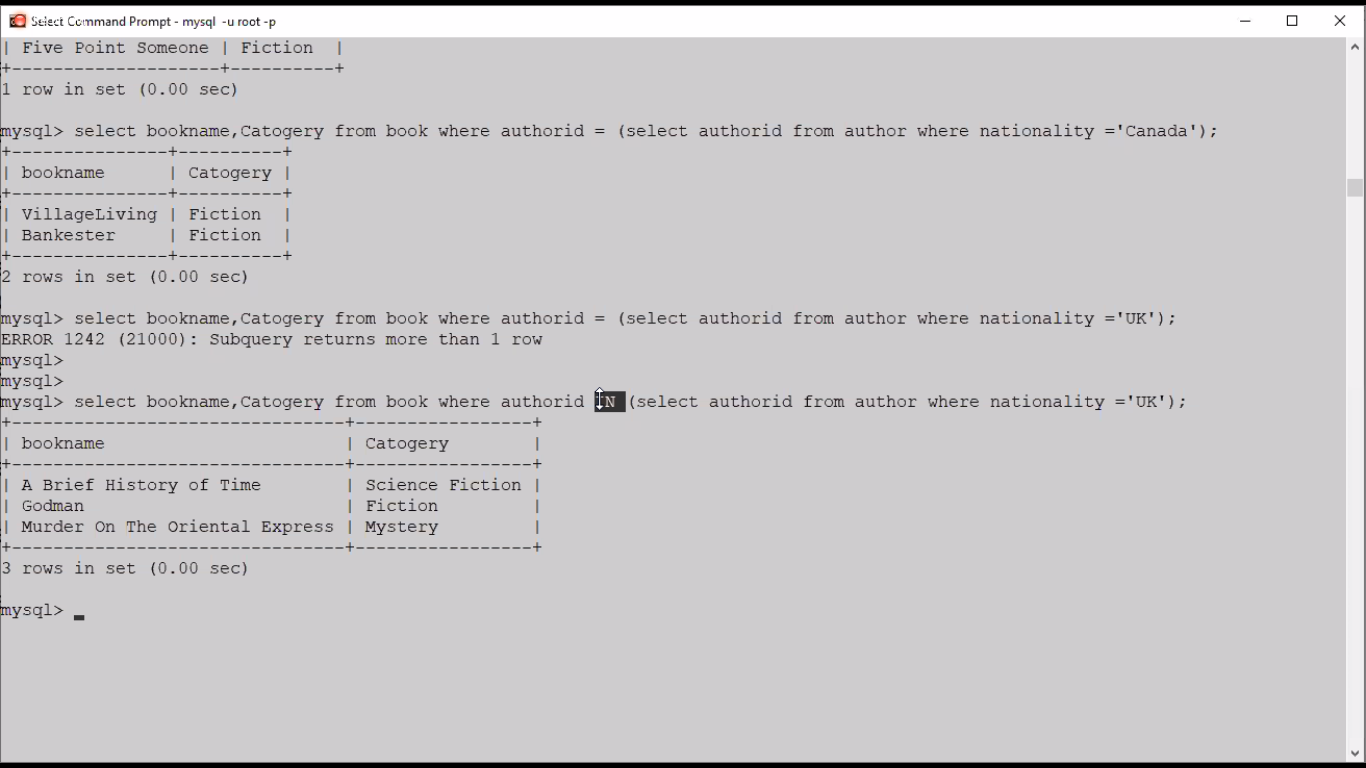 Select Command Prompt - mysql  -u root -p
| Five Point Someone | Fiction  |
+--------------------+----------+
1 row in set (0.00 sec)
mysql> select bookname,Catogery from book where authorid = (select authorid from author where nationality ='Canada');
+---------------+----------+
| bookname      | Catogery |
+---------------+----------+
| VillageLiving | Fiction  |
| Bankester     | Fiction  |
+---------------+----------+
2 rows in set (0.00 sec)
mysql> select bookname,Catogery from book where authorid = (select authorid from author where nationality ='UK');
ERROR 1242 (21000): Subquery returns more than 1 row
mysql>
mysql>
mysql> select bookname,Catogery from book where authorid IN (select authorid from author where nationality ='UK');
+--------------------------------+-----------------+
| bookname                       | Catogery        |
+--------------------------------+-----------------+
| A Brief History of Time        | Science Fiction |
| Godman                         | Fiction         |
| Murder On The Oriental Express | Mystery         |
+--------------------------------+-----------------+
3 rows in set (0.00 sec)
mysql>